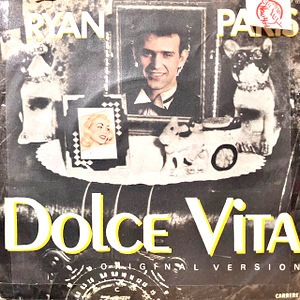 RYAN PARIS
DOLCE VITA
ORIGINAL VERSION
CARRERE